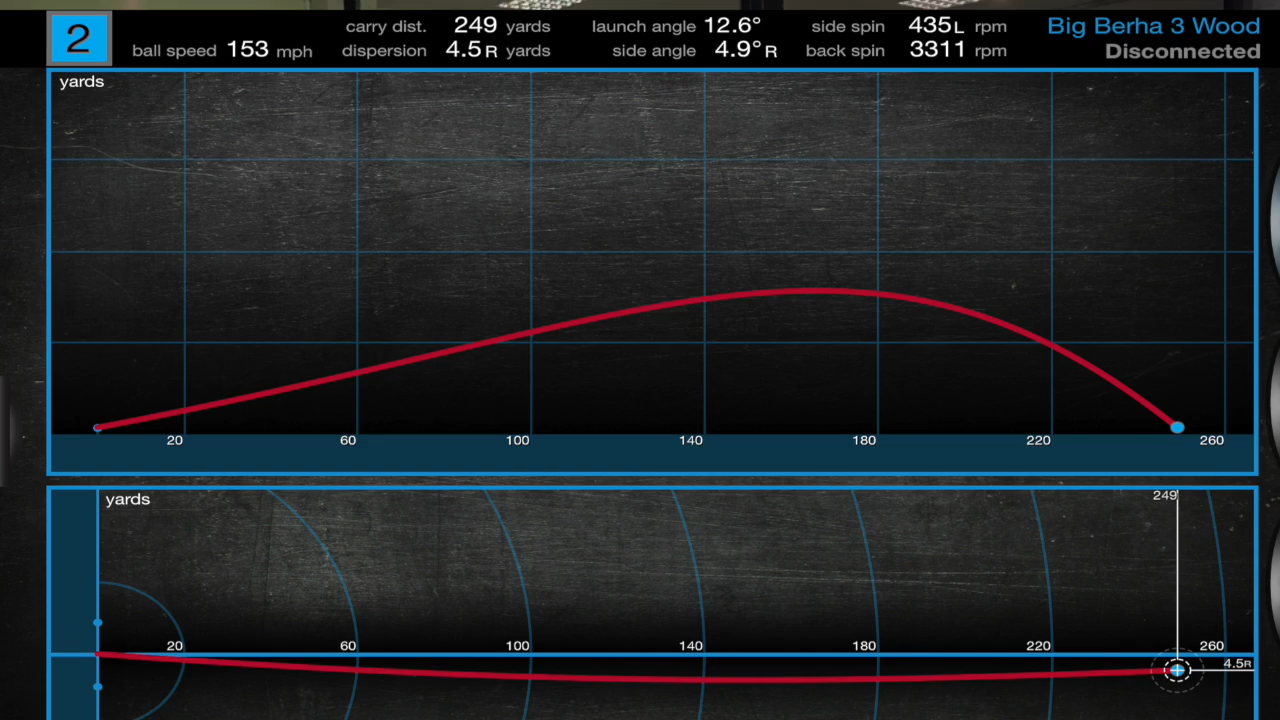 2
carry dist. 249 yards launch angle 12.6° side spin 435L rpm Big Berha 3 Wood
ball speed 153 mph dispersion 4.5R yards side angle 4.9°R back spin 3311 rpm Disconnected
yards
20 60 100 140 180 220 260
yards
249
20 60 100 140 180 220 260
4.5R